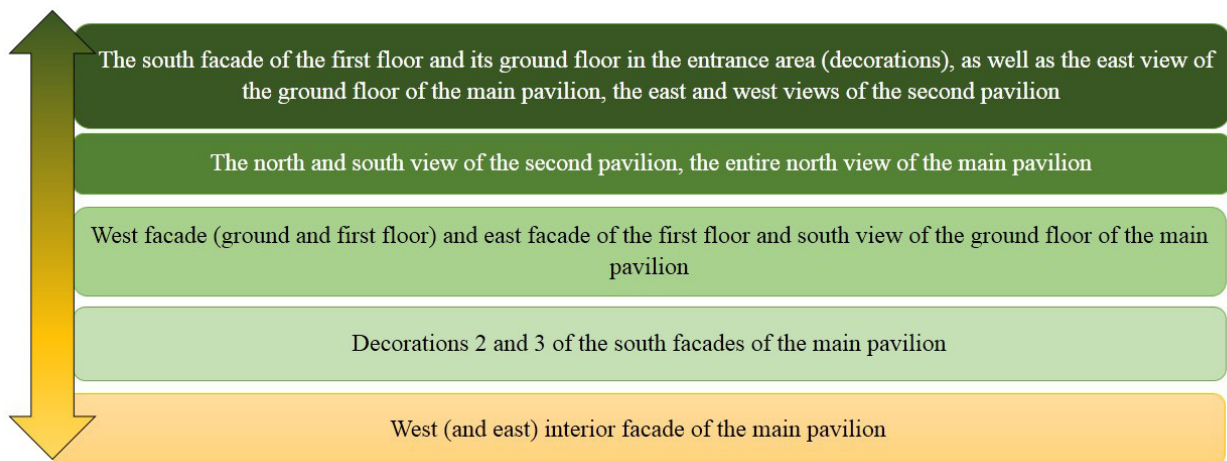 The south facade of the first floor and its ground floor in the entrance area (decorations), as well as the east view of
the ground floor of the main pavilion, the east and west views of the second pavilion
The north and south view of the second pavilion, the entire north view of the main pavilion
West facade (ground and first floor) and east facade of the first floor and south view of the ground floor of the main
pavilion
Decorations 2 and 3 of the south facades of the main pavilion
West (and east) interior facade of the main pavilion